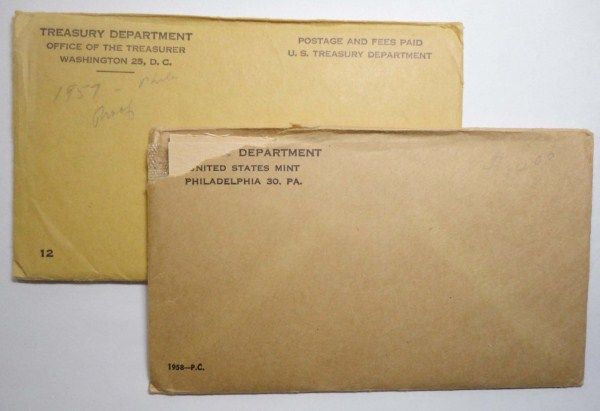 TREASURY DEPARTMENT
OFFICE OF THE TREASURER
WASHINGTON 25, D. C.
POSTAGE AND FEES PAID
U. S. TREASURY DEPARTMENT
1957 -
Proof
12
DEPARTMENT
UNITED STATES MINT
PHILADELPHIA 30, PA.
1958—P.C.